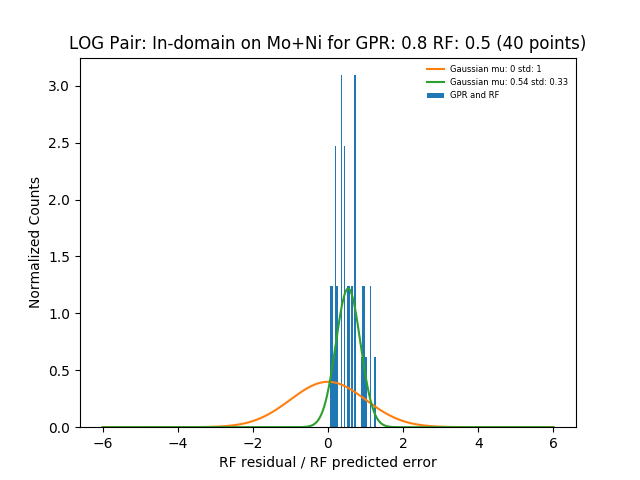 LOG Pair: In-domain on Mo+Ni for GPR: 0.8 RF: 0.5 (40 points)
Gaussian mu: 0 std: 1
Gaussian mu: 0.54 std: 0.33
GPR and RF
Normalized Counts
3.0
2.5
2.0
1.5
1.0
0.5
0.0
−6 −4 −2 0 2 4 6
RF residual / RF predicted error